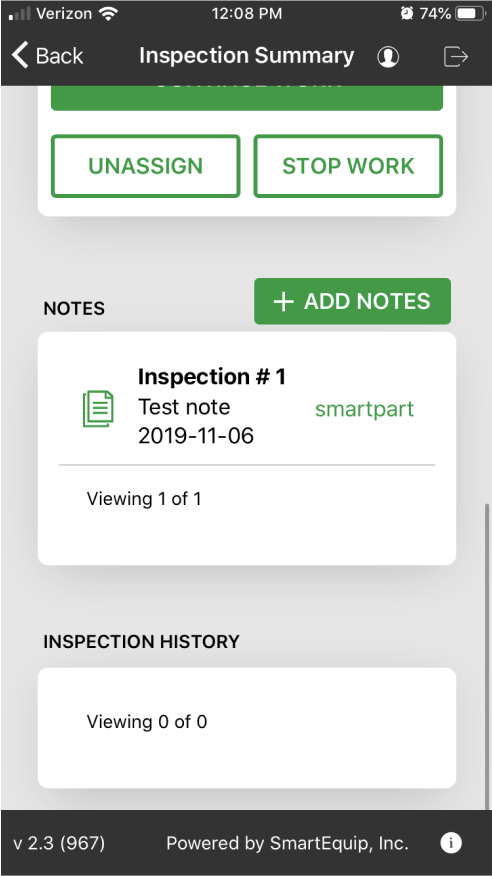 Verizon 12:08 PM 74%
Back Inspection Summary
UNASSIGN STOP WORK
NOTES + ADD NOTES
Inspection # 1
Test note smartpart
2019-11-06
Viewing 1 of 1
INSPECTION HISTORY
Viewing 0 of 0
v 2.3 (967) Powered by SmartEquip, Inc. i